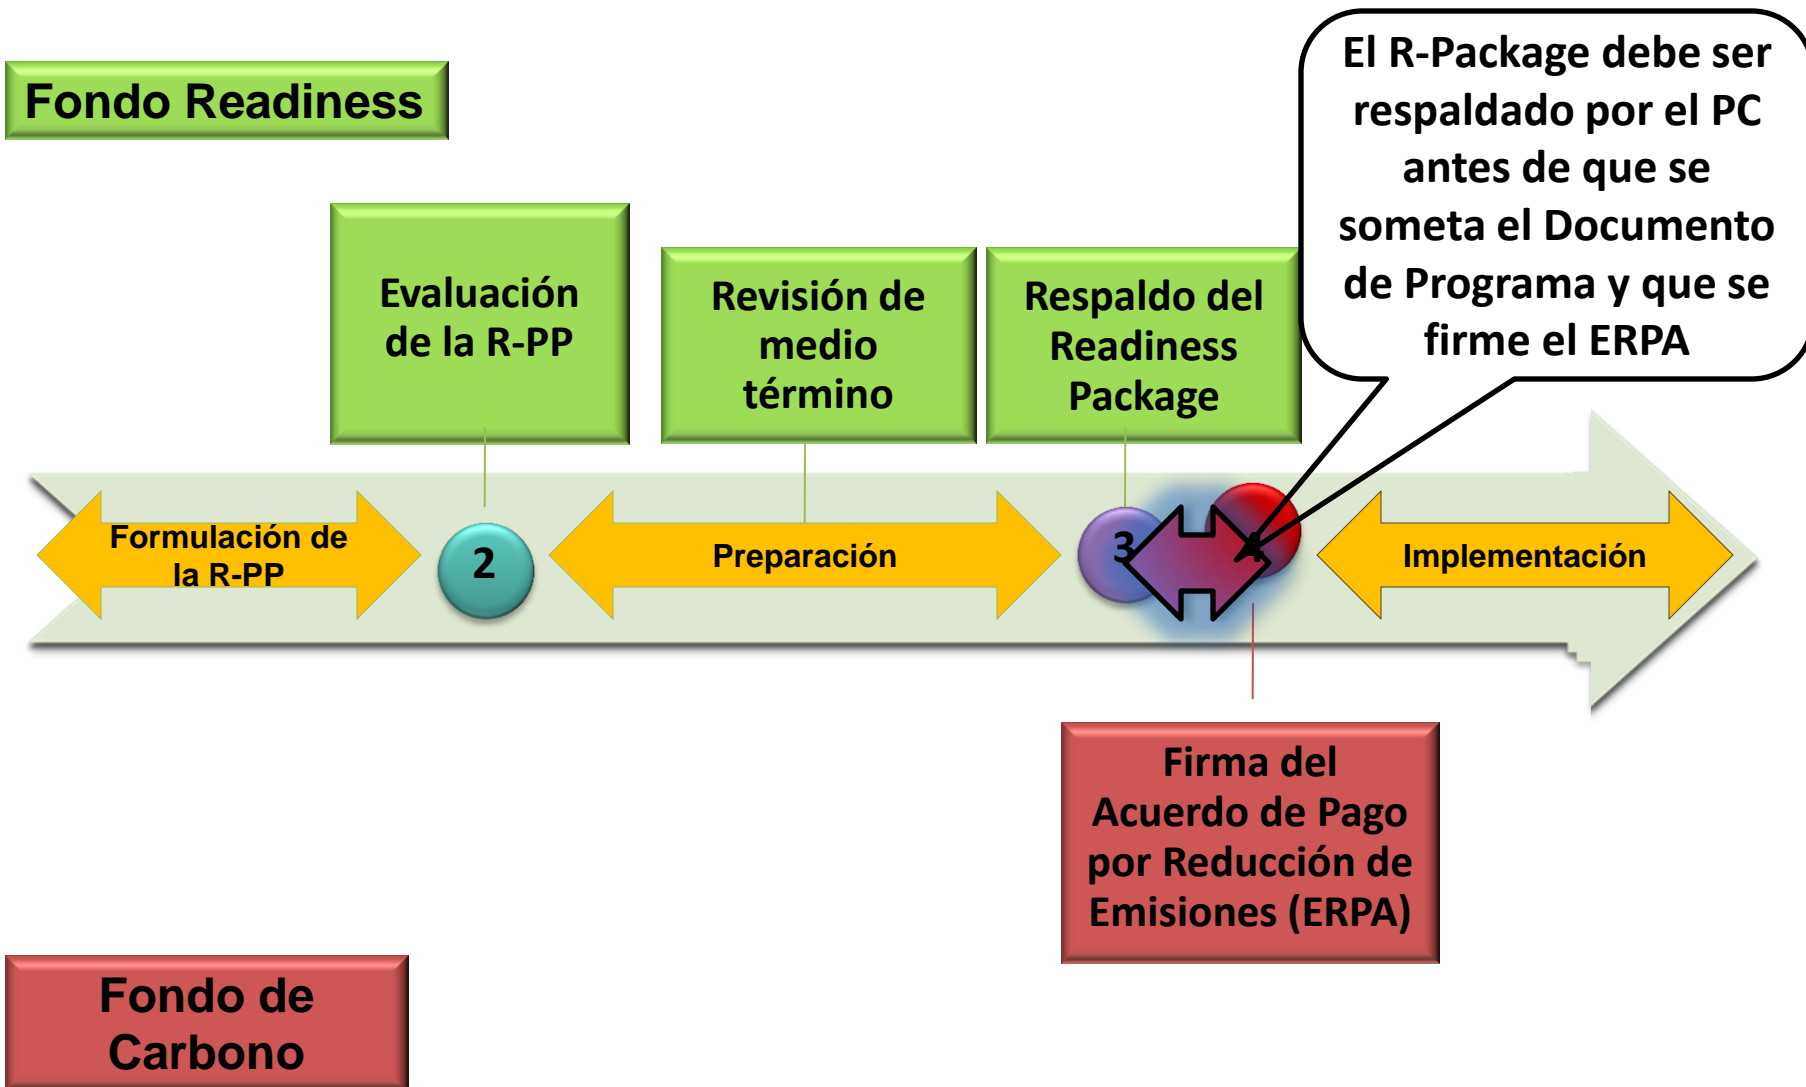 Fondo Readiness
El R-Package debe ser
respaldado por el PC
antes de que se
someta el Documento
de Programa y que se
firme el ERPA
Evaluación
de la R-PP
Revisión de
medio
término
Respaldo del
Readiness
Package
Formulación de
la R-PP
2
Preparación
3
Implementación
Firma del
Acuerdo de Pago
por Reducción de
Emisiones (ERPA)
Fondo de
Carbono